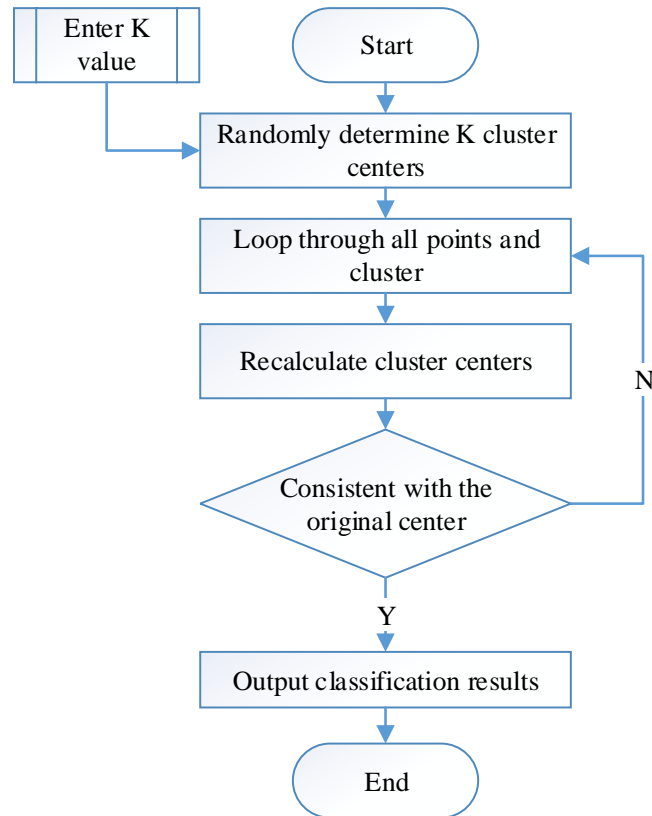 Enter K
value
Start
Randomly determine K cluster
centers
Loop through all points and
cluster
Recalculate cluster centers
N
Consistent with the
original center
Y
Output classification results
End